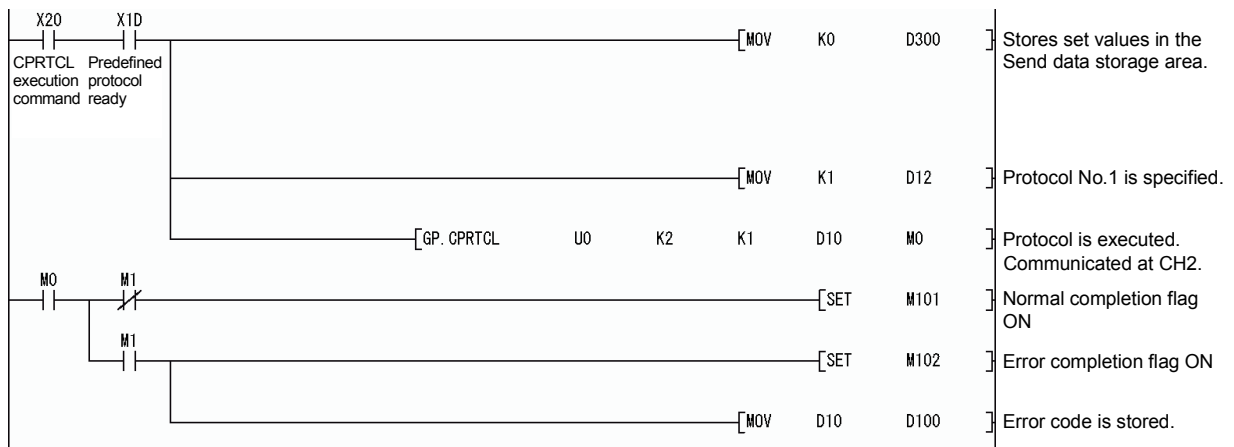 X20 X1D
[MOV K0 D300 ] Stores set values in the
Send data storage area.
CPRTCL Predefined
execution protocol
command ready
[MOV K1 D12 ] Protocol No.1 is specified.
[GP.CPRTCL U0 K2 K1 D10 M0 ] Protocol is executed.
Communicated at CH2.
M0 M1
[SET M101 ] Normal completion flag
ON
M1
[SET M102 ] Error completion flag ON
[MOV D10 D100 ] Error code is stored.